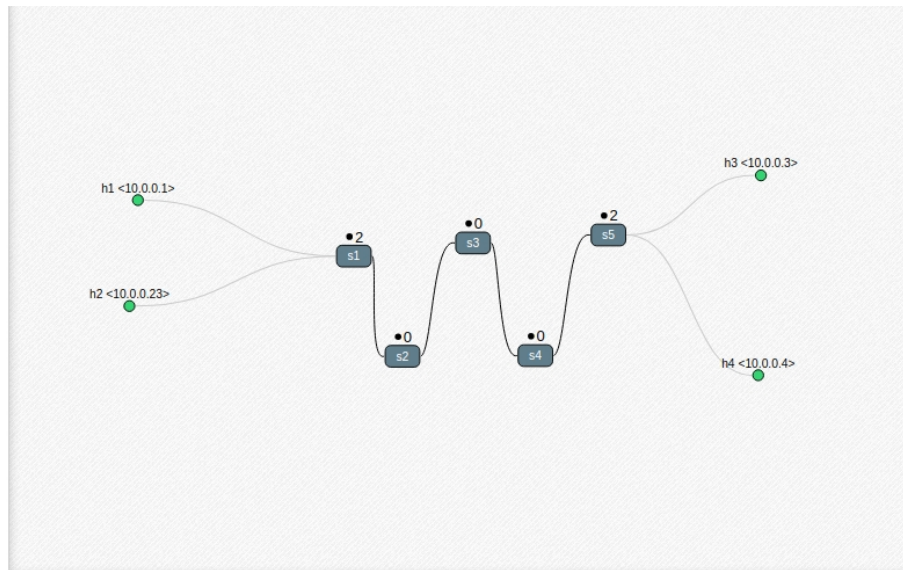 h1 <10.0.0.1>
h2 <10.0.0.23>
2
s1
0
s2
0
s3
0
s4
2
s5
h3 <10.0.0.3>
h4 <10.0.0.4>